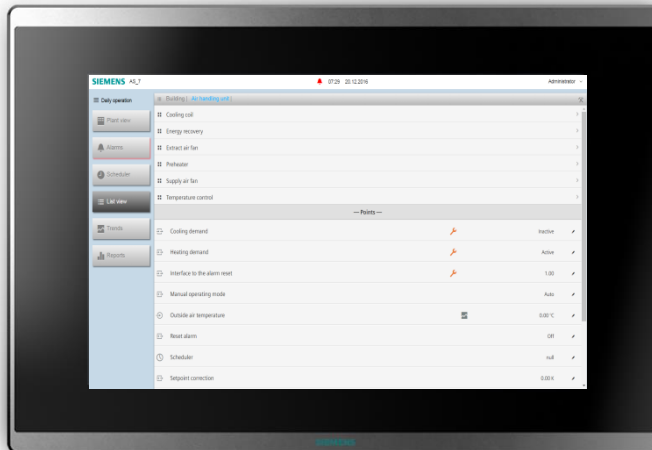 SIEMENS AS_7
07:29 20.12.2016
Administrator
Daily operation
Building | Air handling unit |
Plant view
Alarms
Scheduler
List view
Trends
Reports
Cooling coil
Energy recovery
Extract air fan
Preheater
Supply air fan
Temperature control
— Points —
Cooling demand Inactive
Heating demand Active
Interface to the alarm reset 1.00
Manual operating mode Auto
Outside air temperature 0.00 °C
Reset alarm Off
Scheduler null
Setpoint correction 0.00 K
SIEMENS